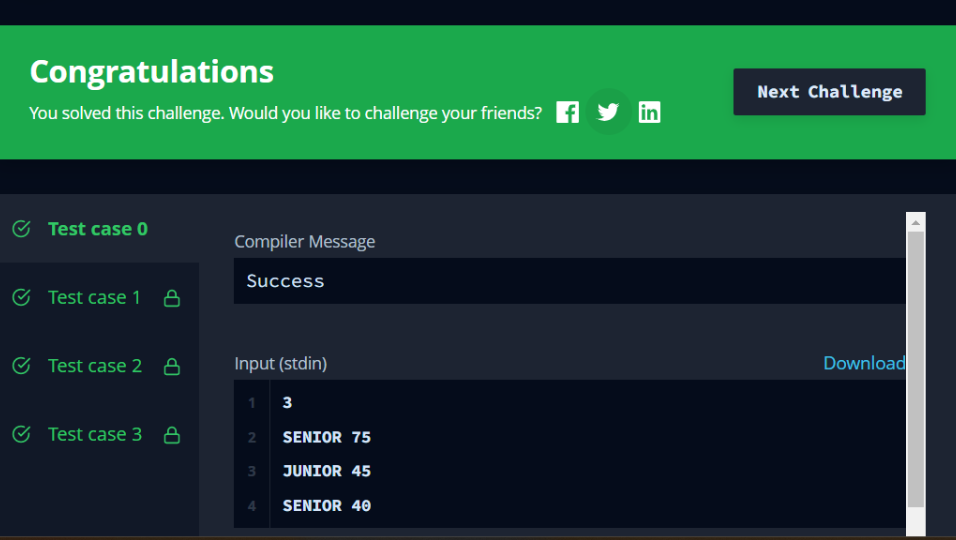 Congratulations
You solved this challenge. Would you like to challenge your friends?
Next Challenge
Test case 0
Test case 1
Test case 2
Test case 3
Compiler Message
Success
Input (stdin)
Download
1 3
2 SENIOR 75
3 JUNIOR 45
4 SENIOR 40